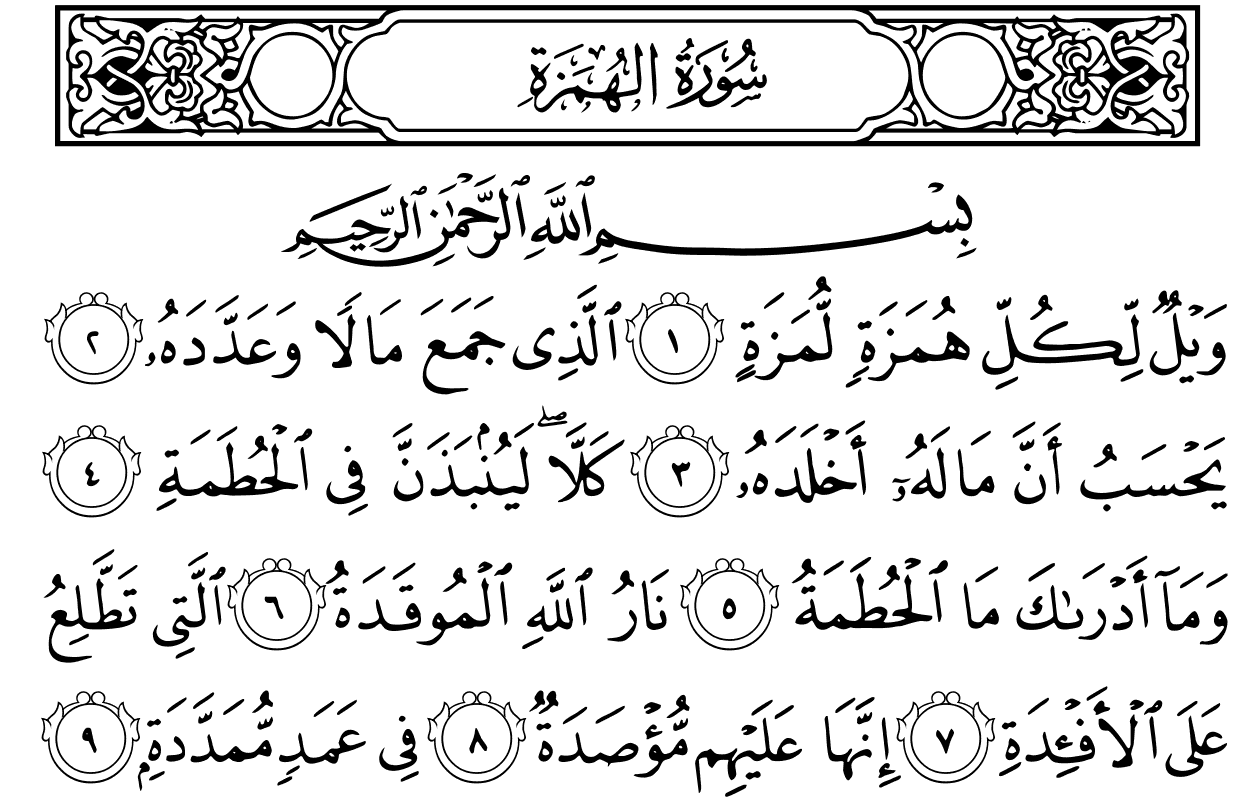 سُورَةُ الهُمَزَةِ
بِسْمِ ٱللَّهِ ٱلرَّحْمَٰنِ ٱلرَّحِيمِ
وَيْلٌ لِّكُلِّ هُمَزَةٍ لُّمَزَةٍ ١ ٱلَّذِى جَمَعَ مَالًا وَعَدَّدَهُۥ ٢
يَحْسَبُ أَنَّ مَالَهُۥٓ أَخْلَدَهُۥ ٣ كَلَّا ۖ لَيُنۢبَذَنَّ فِى ٱلْحُطَمَةِ ٤
وَمَآ أَدْرَىٰكَ مَا ٱلْحُطَمَةُ ٥ نَارُ ٱللَّهِ ٱلْمُوقَدَةُ ٦ ٱلَّتِى تَطَّلِعُ
عَلَى ٱلْأَفْـِٔدَةِ ٧ إِنَّهَا عَلَيْهِم مُّؤْصَدَةٌ ٨ فِى عَمَدٍ مُّمَدَّدَةٍۭ ٩